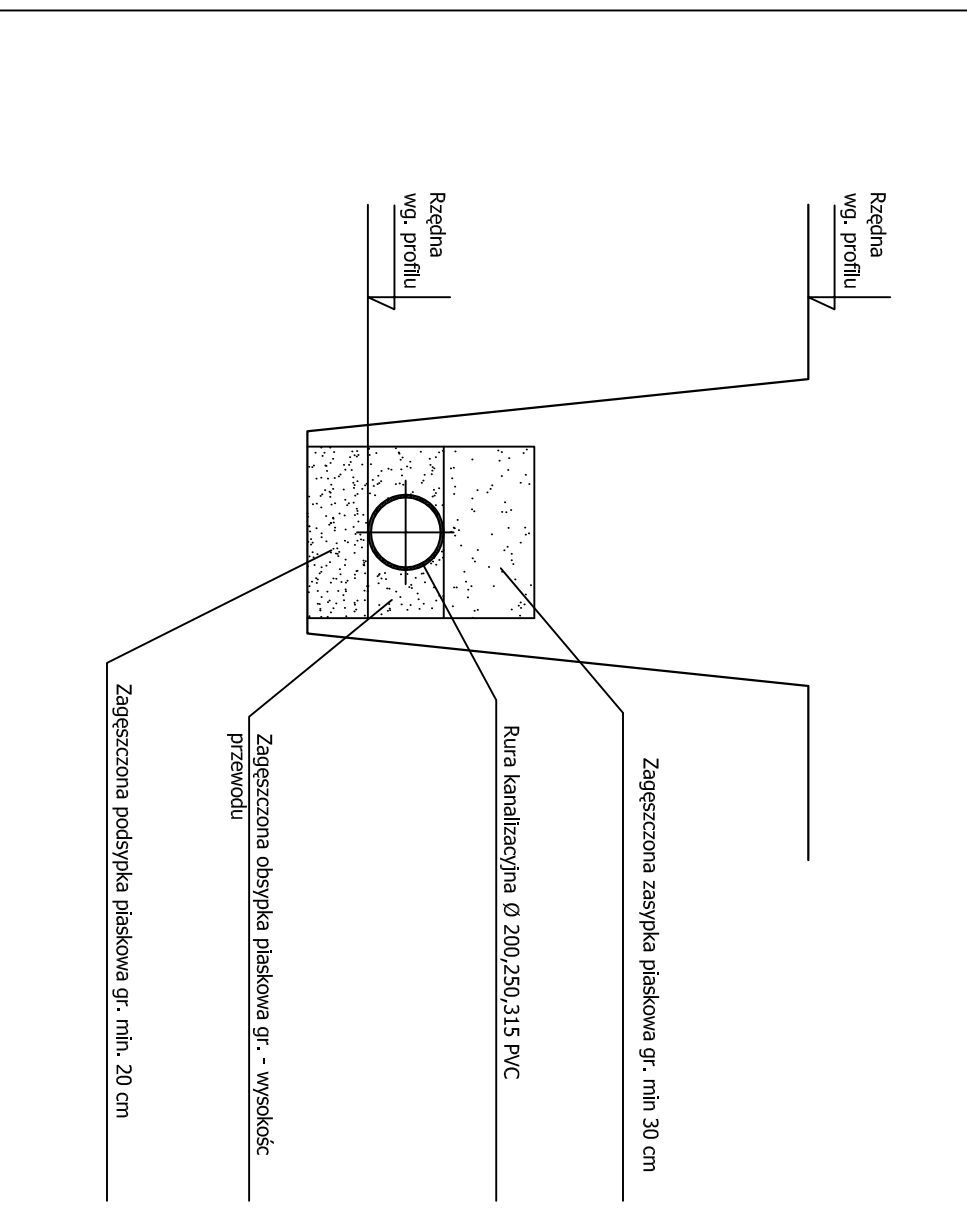 Rzędna
wg. profilu
Rzędna
wg. profilu
Zagęszczona zasypka piaskowa gr. min 30 cm
Rura kanalizacyjna Ø 200,250,315 PVC
Zagęszczona obsypka piaskowa gr. - wysokośc
przewodu
Zagęszczona podsypka piaskowa gr. min. 20 cm